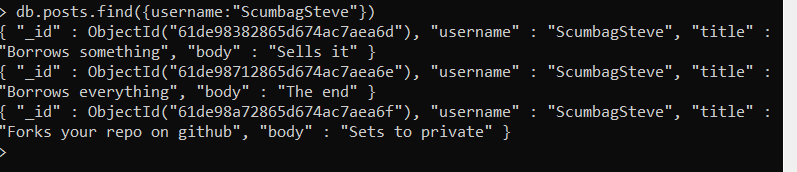 > db.posts.find({username:"ScumbagSteve"})
{ "_id" : ObjectId("61de98382865d674ac7aea6d"), "username" : "ScumbagSteve", "title" :
"Borrows something", "body" : "Sells it" }
{ "_id" : ObjectId("61de98712865d674ac7aea6e"), "username" : "ScumbagSteve", "title" :
"Borrows everything", "body" : "The end" }
{ "_id" : ObjectId("61de98a72865d674ac7aea6f"), "username" : "ScumbagSteve", "title" :
"Forks your repo on github", "body" : "Sets to private" }
>